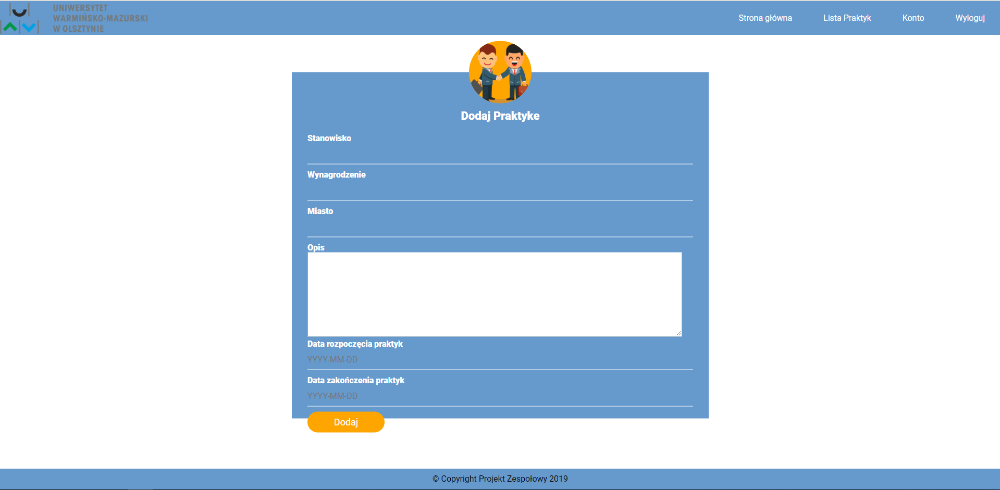 UNIWERSYTET
WARMIŃSKO-MAZURSKI
W OLSZTYNIE
Strona główna
Lista Praktyk
Konto
Wyloguj
Dodaj Praktyke
Stanowisko
Wynagrodzenie
Miasto
Opis
Data rozpoczęcia praktyk
YYYY-MM-DD
Data zakończenia praktyk
YYYY-MM-DD
Dodaj
© Copyright Projekt Zespołowy 2019